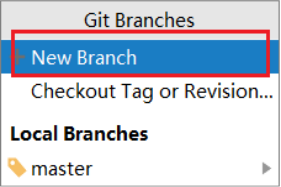 Git Branches
New Branch
Checkout Tag or Revision...
Local Branches
master